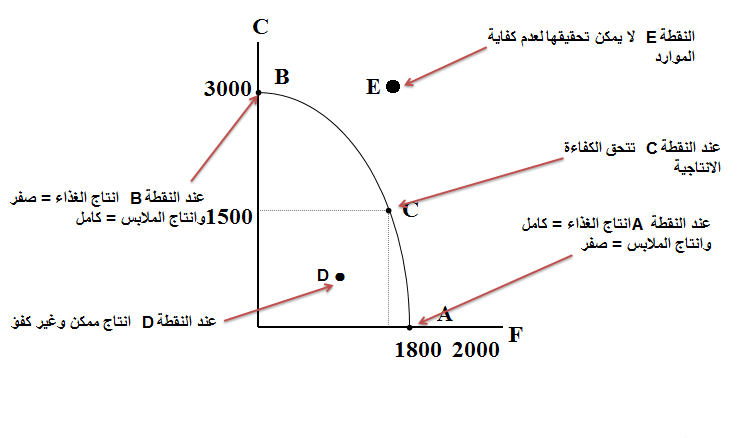 C
النقطة E لا يمكن تحقيقها لعدم كفاية
الموارد
3000
B
E
عند النقطة C تتحق الكفاءة
الانتاجية
عند النقطة B انتاج الغذاء = صفر
وانتاج الملابس = كامل
1500
C
عند النقطة A انتاج الغذاء = كامل
وانتاج الملابس = صفر
D
عند النقطة D انتاج ممكن وغير كفؤ
A
F
1800 2000